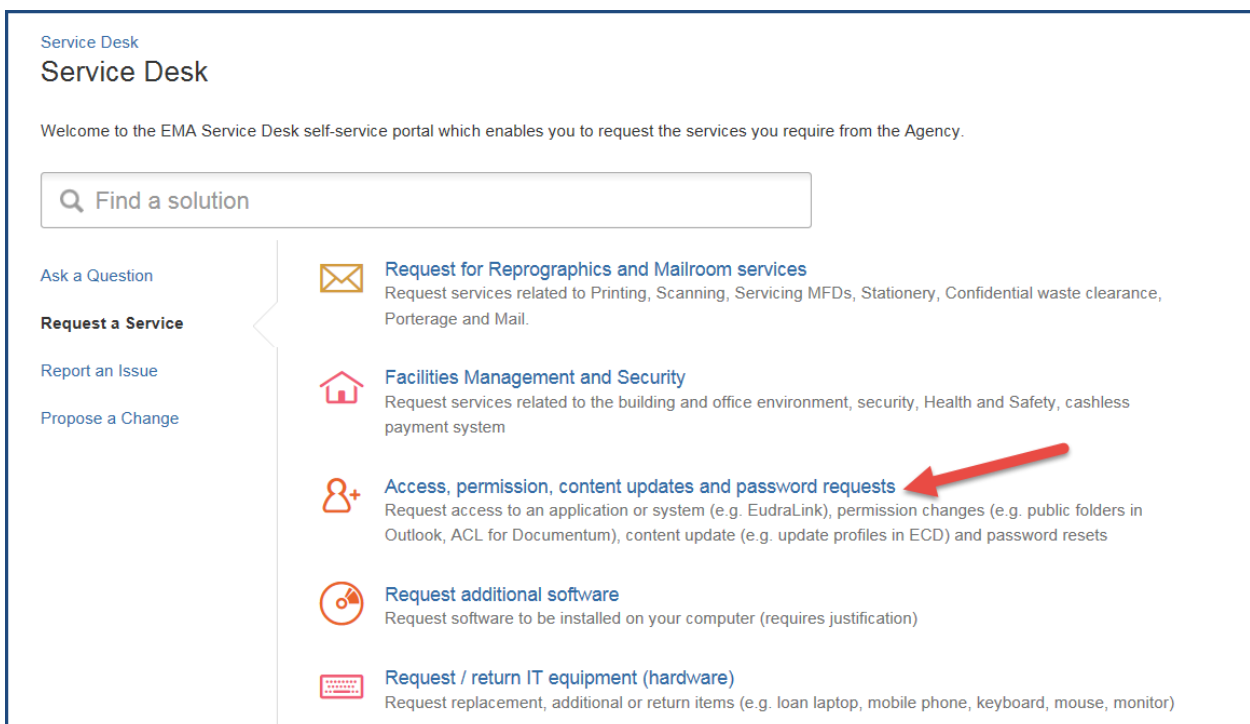 Service Desk
Service Desk
Welcome to the EMA Service Desk self-service portal which enables you to request the services you require from the Agency.
Find a solution
Ask a Question
Request a Service
Report an Issue
Propose a Change
Request for Reprographics and Mailroom services
Request services related to Printing, Scanning, Servicing MFDs, Stationery, Confidential waste clearance,
Porterage and Mail.
Facilities Management and Security
Request services related to the building and office environment, security, Health and Safety, cashless
payment system
Access, permission, content updates and password requests
Request access to an application or system (e.g. EudraLink), permission changes (e.g. public folders in
Outlook, ACL for Documentum), content update (e.g. update profiles in ECD) and password resets
Request additional software
Request software to be installed on your computer (requires justification)
Request / return IT equipment (hardware)
Request replacement, additional or return items (e.g. loan laptop, mobile phone, keyboard, mouse, monitor)